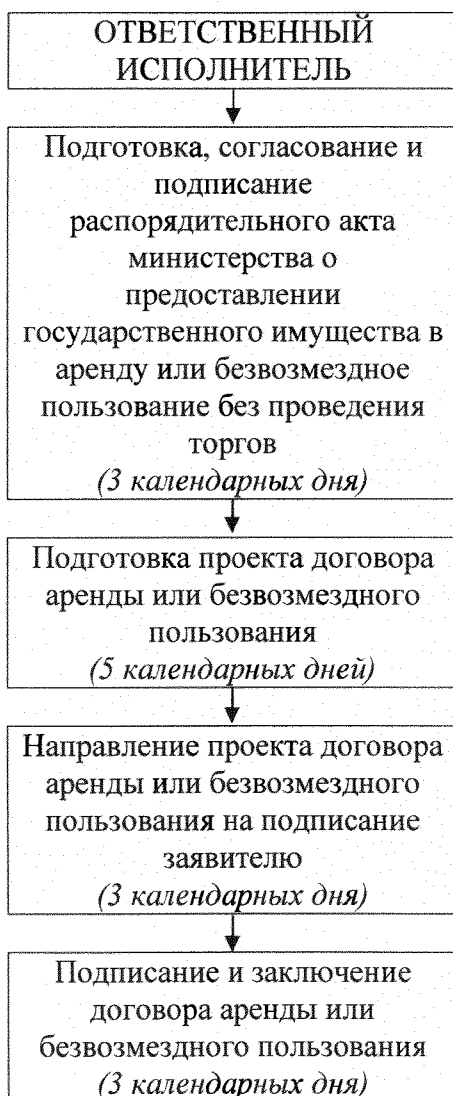 ОТВЕТСТВЕННЫЙ
ИСПОЛНИТЕЛЬ
Подготовка, согласование и
подписание
распорядительного акта
министерства о
предоставлении
государственного имущества в
аренду или безвозмездное
пользование без проведения
торгов
(3 календарных дня)
Подготовка проекта договора
аренды или безвозмездного
пользования
(5 календарных дней)
Направление проекта договора
аренды или безвозмездного
пользования на подписание
заявителю
(3 календарных дня)
Подписание и заключение
договора аренды или
безвозмездного пользования
(3 календарных дня)